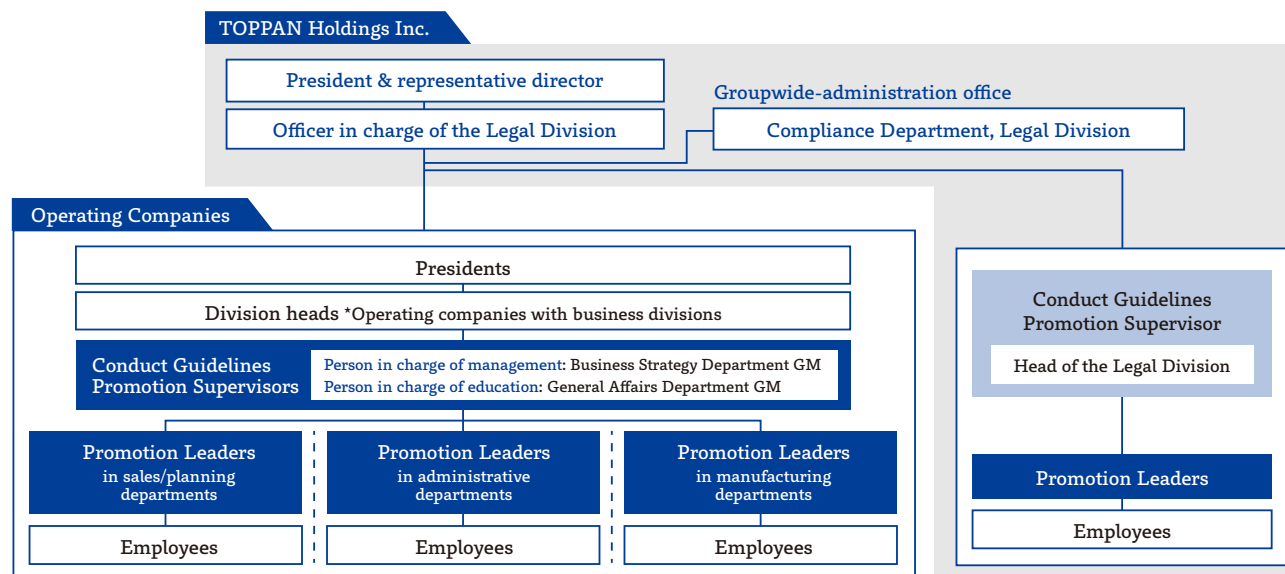 TOPPAN Holdings Inc.
President & representative director
Officer in charge of the Legal Division
Groupwide-administration office
Compliance Department, Legal Division
Operating Companies
Presidents
Division heads *Operating companies with business divisions
Conduct Guidelines
Promotion Supervisors
Person in charge of management: Business Strategy Department GM
Person in charge of education: General Affairs Department GM
Promotion Leaders
in sales/planning
departments
Employees
Promotion Leaders
in administrative
departments
Employees
Promotion Leaders
in manufacturing
departments
Employees
Conduct Guidelines
Promotion Supervisor
Head of the Legal Division
Promotion Leaders
Employees